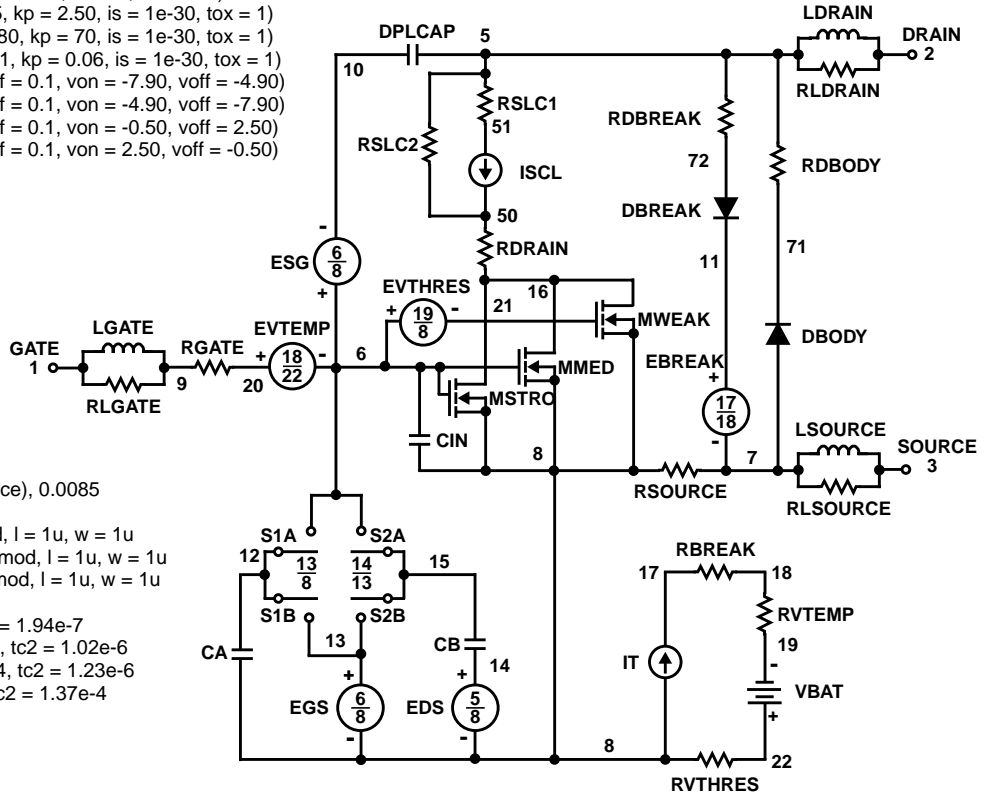 5, kp = 2.50, is = 1e-30, tox = 1)
80, kp = 70, is = 1e-30, tox = 1)
1, kp = 0.06, is = 1e-30, tox = 1)
f = 0.1, von = -7.90, voff = -4.90)
f = 0.1, von = -4.90, voff = -7.90)
f = 0.1, von = -0.50, voff = 2.50)
f = 0.1, von = 2.50, voff = -0.50)
DPLCAP
5
10
LDRAIN
DRAIN
2
RLDRAIN
RSLC1
51
RSLC2
ISCL
50
RDRAIN
RDBREAK
72
RDBODY
DBREAK
11
71
ESG
-
6
8
+
EVTHRES
+
19
8
-
21
16
MWEAK
LGATE
GATE
1
RLGATE
9
RGATE
20
EVTEMP
+
18
22
-
6
MMED
MSTRO
CIN
8
EBREAK
+
17
18
-
DBODY
7
RSOURCE
LSOURCE
SOURCE
3
RLSOURCE
ce), 0.0085
l, l = 1u, w = 1u
mod, l = 1u, w = 1u
mod, l = 1u, w = 1u
= 1.94e-7
, tc2 = 1.02e-6
4, tc2 = 1.23e-6
c2 = 1.37e-4
S1A
S2A
12
13
8
14
13
15
S1B
S2B
13
CA
CB
14
+
EGS
6
8
-
+
EDS
5
8
-
8
RBREAK
17
18
RVTEMP
19
IT
-
VBAT
+
22
RVTHRES